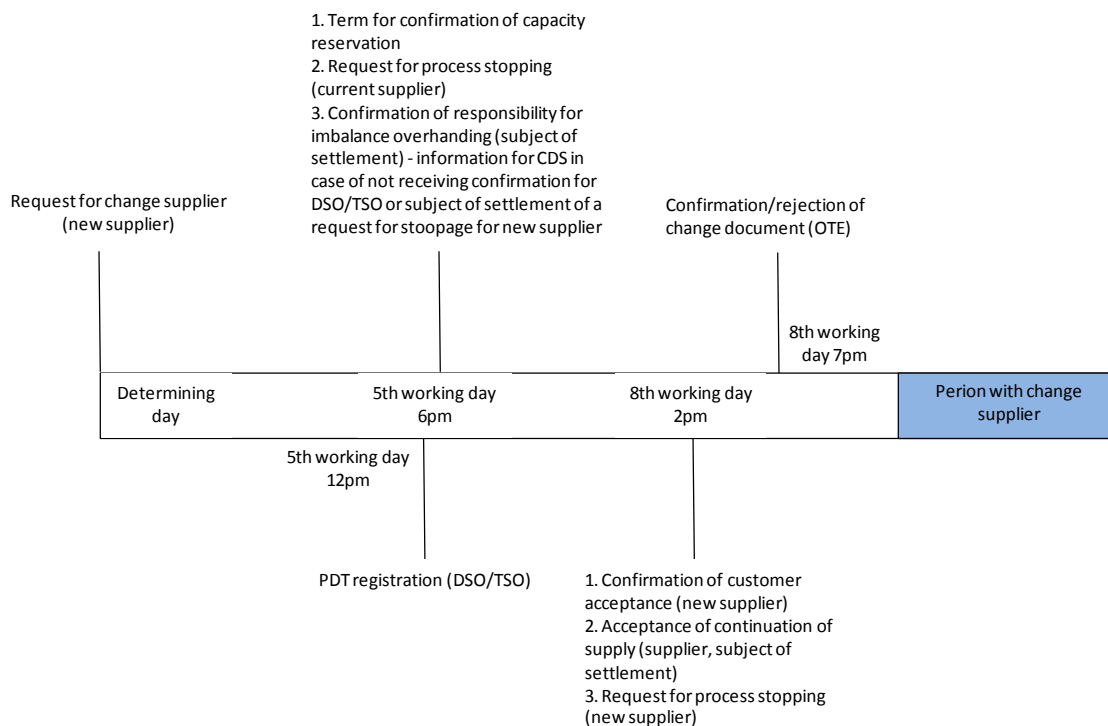 1. Term for confirmation of capacity
reservation
2. Request for process stopping
(current supplier)
3. Confirmation of responsibility for
imbalance overhanding (subject of
settlement) - information for CDS in
case of not receiving confirmation for
DSO/TSO or subject of settlement of a
request for stoopage for new supplier
Request for change supplier
(new supplier)
Confirmation/rejection of
change document (OTE)
8th working
day 7pm
Determining
day
5th working day
6pm
8th working day
2pm
Perion with change
supplier
5th working day
12pm
PDT registration (DSO/TSO)
1. Confirmation of customer
acceptance (new supplier)
2. Acceptance of continuation of
supply (supplier, subject of
settlement)
3. Request for process stopping
(new supplier)